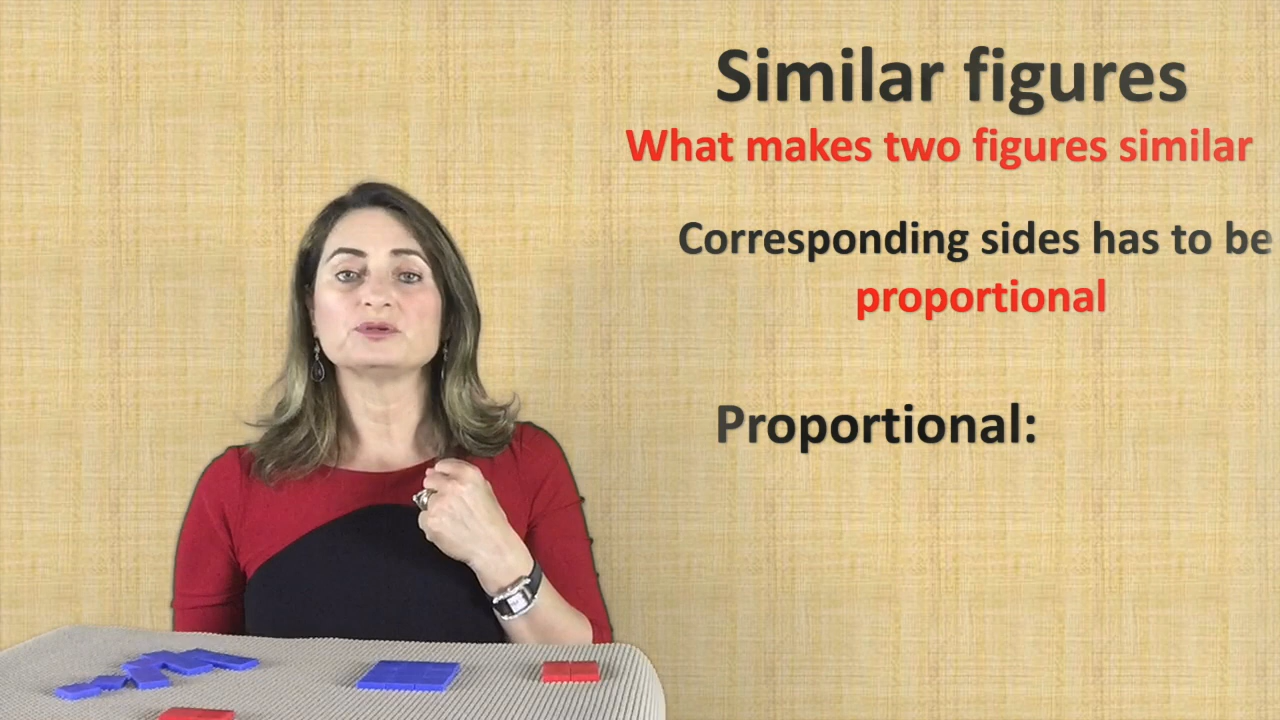 Similar figures
What makes two figures similar
Corresponding sides has to be
proportional
Proportional: